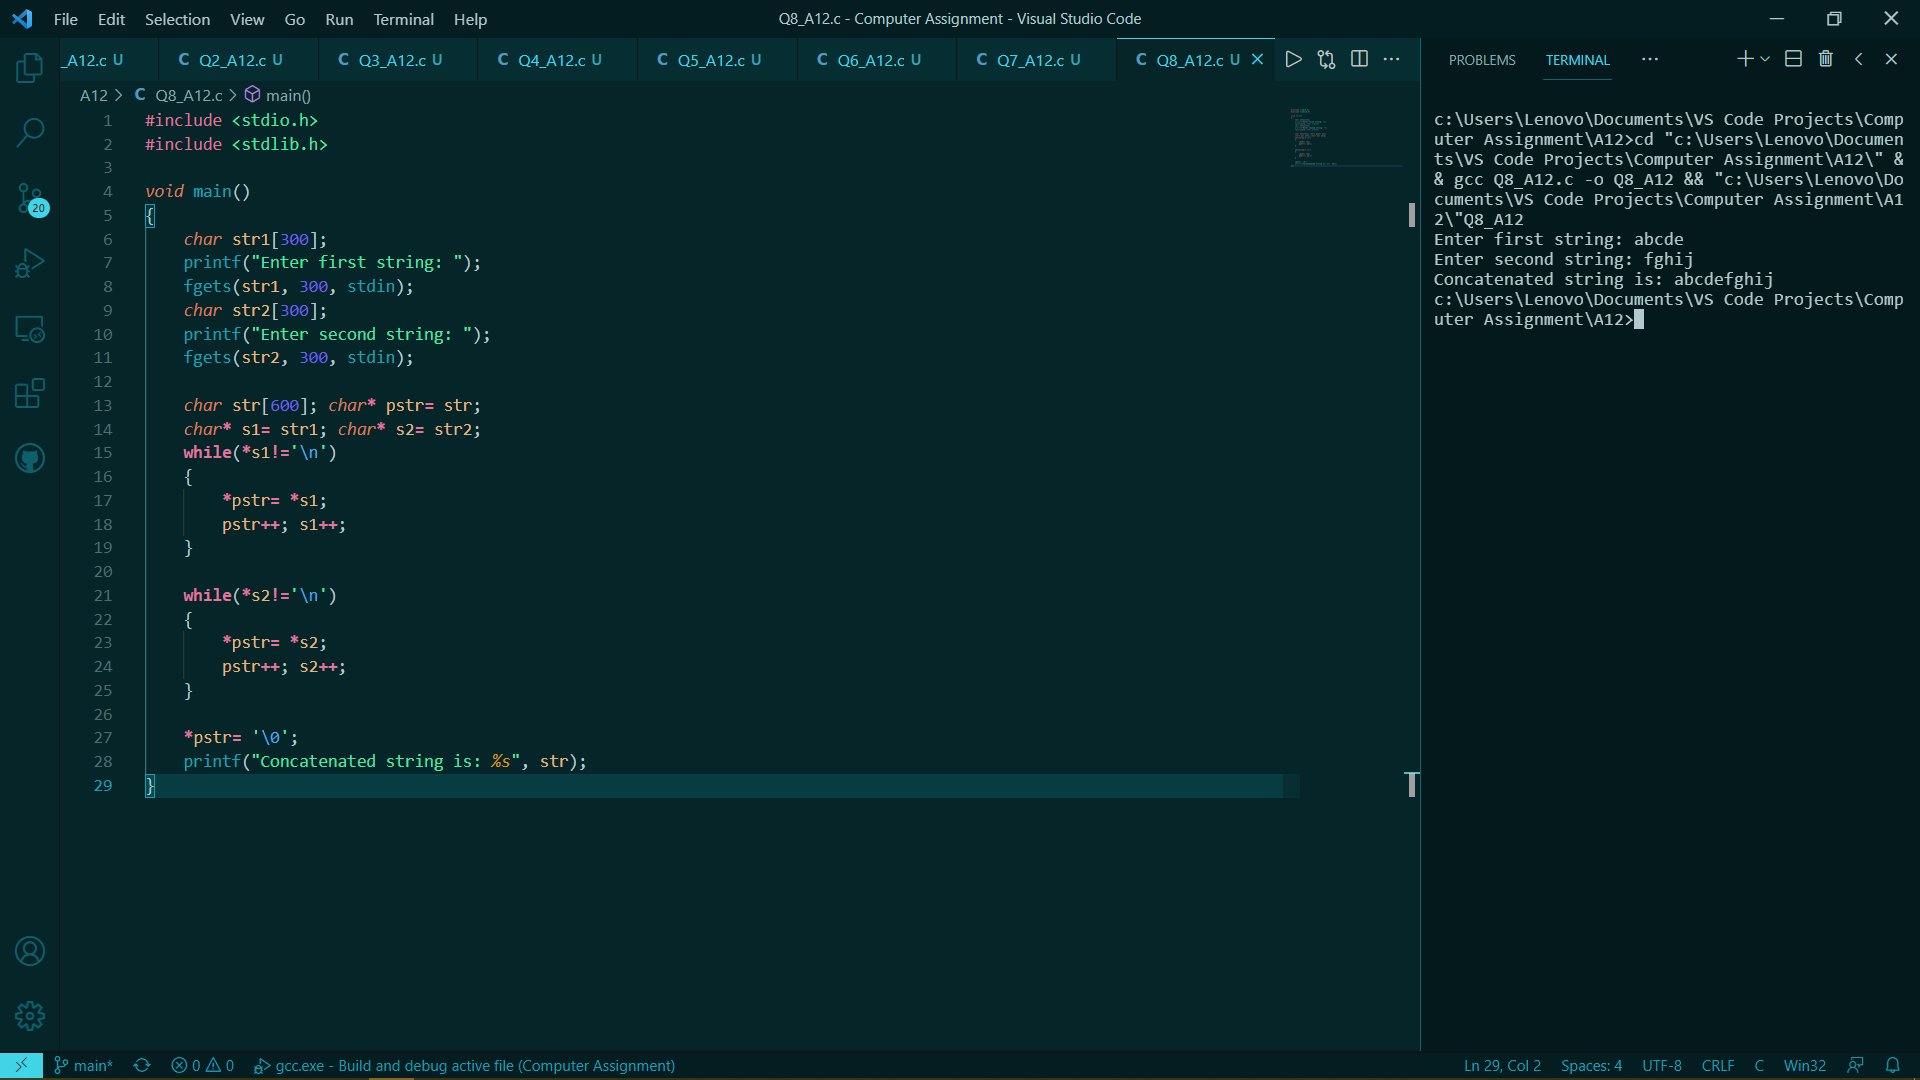 File Edit Selection View Go Run Terminal Help
Q8_A12.c - Computer Assignment - Visual Studio Code
_A12.c U
C Q2_A12.c U
C Q3_A12.c U
C Q4_A12.c U
C Q5_A12.c U
C Q6_A12.c U
C Q7_A12.c U
C Q8_A12.c U
A12 > C Q8_A12.c > main()
20
1 #include <stdio.h>
2 #include <stdlib.h>
3
4 void main()
5 {
6     char str1[300];
7     printf("Enter first string: ");
8     fgets(str1, 300, stdin);
9     char str2[300];
10     printf("Enter second string: ");
11     fgets(str2, 300, stdin);
12
13     char str[600]; char* pstr= str;
14     char* s1= str1; char* s2= str2;
15     while(*s1!='\n')
16     {
17         *pstr= *s1;
18         pstr++; s1++;
19     }
20
21     while(*s2!='\n')
22     {
23         *pstr= *s2;
24         pstr++; s2++;
25     }
26
27     *pstr= '\0';
28     printf("Concatenated string is: %s", str);
29 }
PROBLEMS TERMINAL ···
c:\Users\Lenovo\Documents\VS Code Projects\Comp
uter Assignment\A12>cd "c:\Users\Lenovo\Documen
ts\VS Code Projects\Computer Assignment\A12\" &
& gcc Q8_A12.c -o Q8_A12 && "c:\Users\Lenovo\Do
cuments\VS Code Projects\Computer Assignment\A1
2\"Q8_A12
Enter first string: abcde
Enter second string: fghij
Concatenated string is: abcdefghij
c:\Users\Lenovo\Documents\VS Code Projects\Comp
uter Assignment\A12>
main* 0 0 gcc.exe - Build and debug active file (Computer Assignment)
Ln 29, Col 2 Spaces: 4 UTF-8 CRLF C Win32